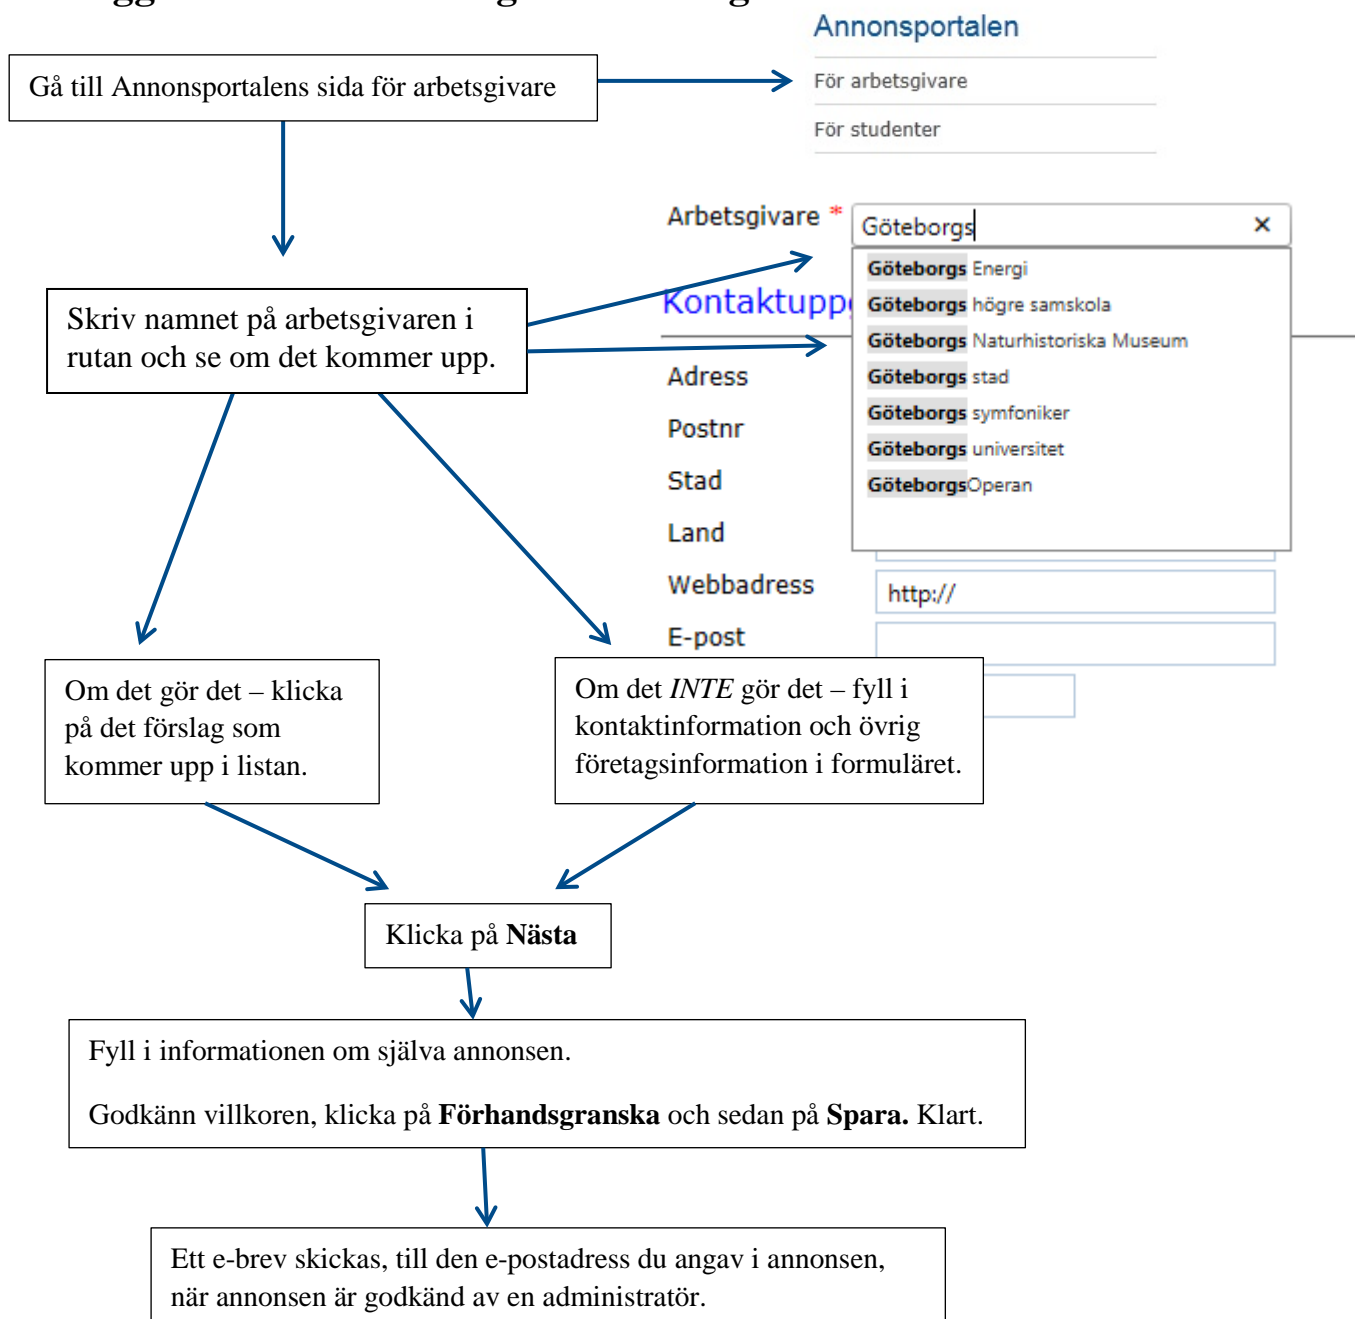 Annonsportalen
Gå till Annonsportalens sida för arbetsgivare
För arbetsgivare
För studenter
Arbetsgivare *
Göteborgs
×
Göteborgs Energi
Göteborgs högre samskola
Göteborgs Naturhistoriska Museum
Göteborgs stad
Göteborgs symfoniker
Göteborgs universitet
GöteborgsOperan
Skriv namnet på arbetsgivaren i
rutan och se om det kommer upp.
Adress
Postnr
Stad
Land
Webbadress
http://
E-post
Om det gör det – klicka
på det förslag som
kommer upp i listan.
Om det INTE gör det – fyll i
kontaktinformation och övrig
företagsinformation i formuläret.
Klicka på Nästa
Fyll i informationen om själva annonsen.
Godkänn villkoren, klicka på Förhandsgranska och sedan på Spara. Klart.
Ett e-brev skickas, till den e-postadress du angav i annonsen,
när annonsen är godkänd av en administratör.